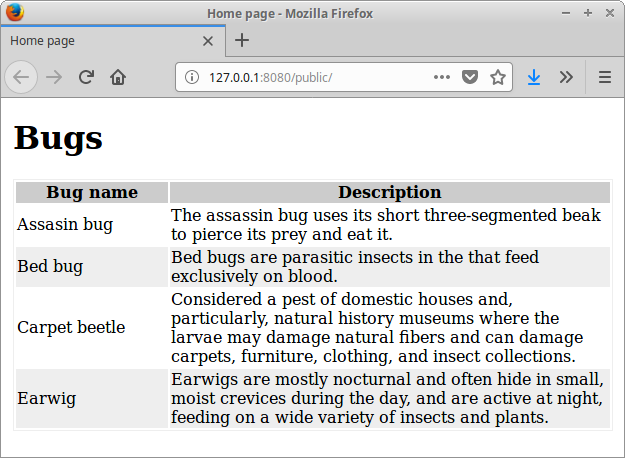 Home page - Mozilla Firefox
Home page
127.0.0.1:8080/public/
Bugs
Bug name Description
Assasin bug
The assassin bug uses its short three-segmented beak
to pierce its prey and eat it.
Bed bug
Bed bugs are parasitic insects in the that feed
exclusively on blood.
Carpet beetle
Considered a pest of domestic houses and,
particularly, natural history museums where the
larvae may damage natural fibers and can damage
carpets, furniture, clothing, and insect collections.
Earwig
Earwigs are mostly nocturnal and often hide in small,
moist crevices during the day, and are active at night,
feeding on a wide variety of insects and plants.